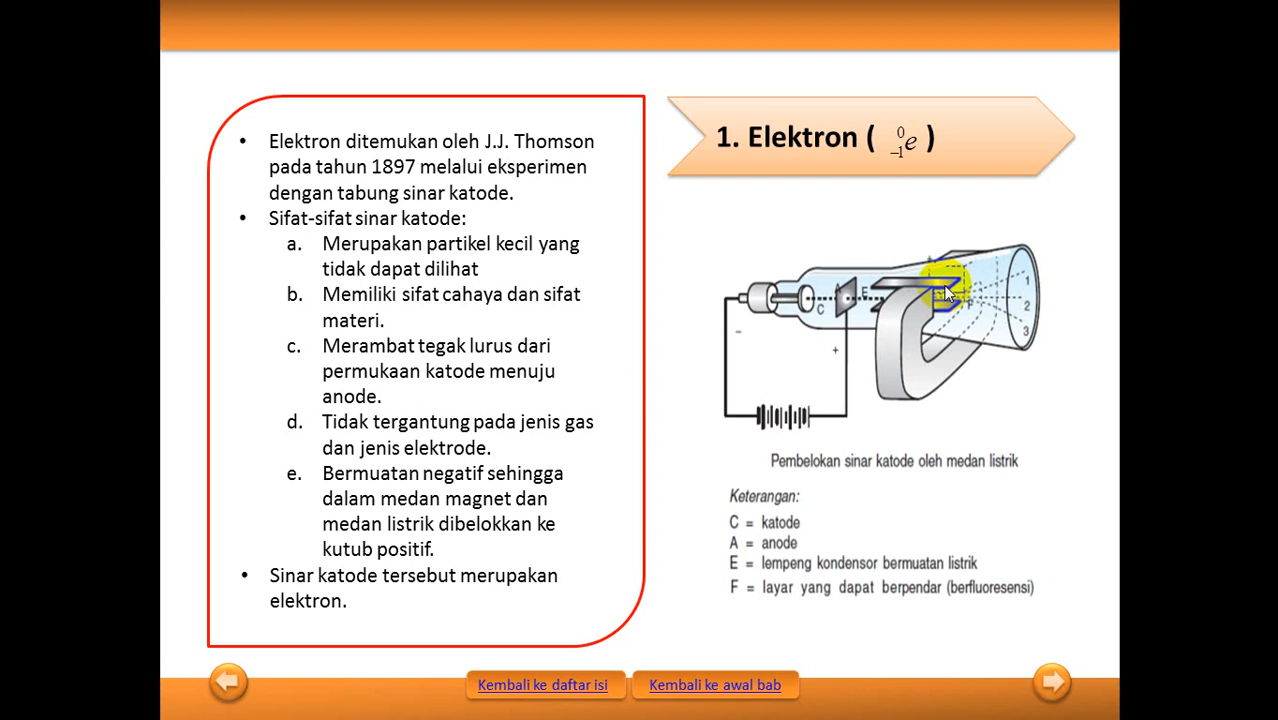 • Elektron ditemukan oleh J.J. Thomson
pada tahun 1897 melalui eksperimen
dengan tabung sinar katode.
• Sifat-sifat sinar katode:
a. Merupakan partikel kecil yang
tidak dapat dilihat
b. Memiliki sifat cahaya dan sifat
materi.
c. Merambat tegak lurus dari
permukaan katode menuju
anode.
d. Tidak tergantung pada jenis gas
dan jenis elektrode.
e. Bermuatan negatif sehingga
dalam medan magnet dan
medan listrik dibelokkan ke
kutub positif.
• Sinar katode tersebut merupakan
elektron.
1. Elektron ( ⁰₋₁e )
C
A
E
F
1
2
3
−
+
Pembelokan sinar katode oleh medan listrik
Keterangan:
C = katode
A = anode
E = lempeng kondensor bermuatan listrik
F = layar yang dapat berpendar (berfluoresensi)
Kembali ke daftar isi
Kembali ke awal bab